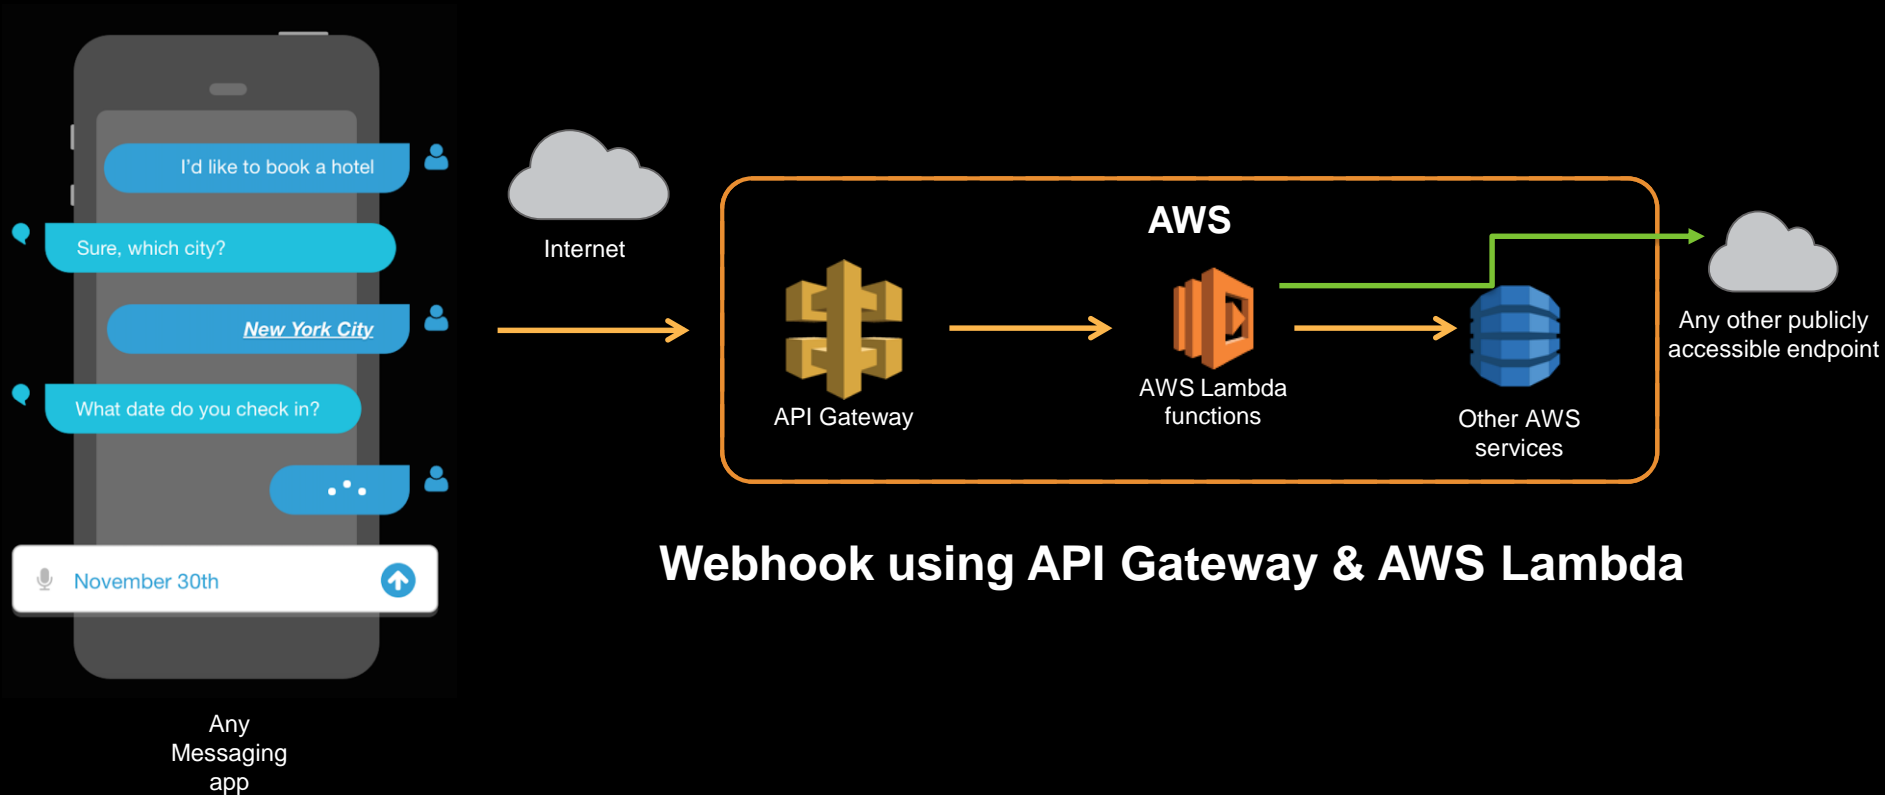 I'd like to book a hotel
Sure, which city?
New York City
What date do you check in?
November 30th
Any
Messaging
app
Internet
AWS
API Gateway
AWS Lambda
functions
Other AWS
services
Any other publicly
accessible endpoint
Webhook using API Gateway & AWS Lambda